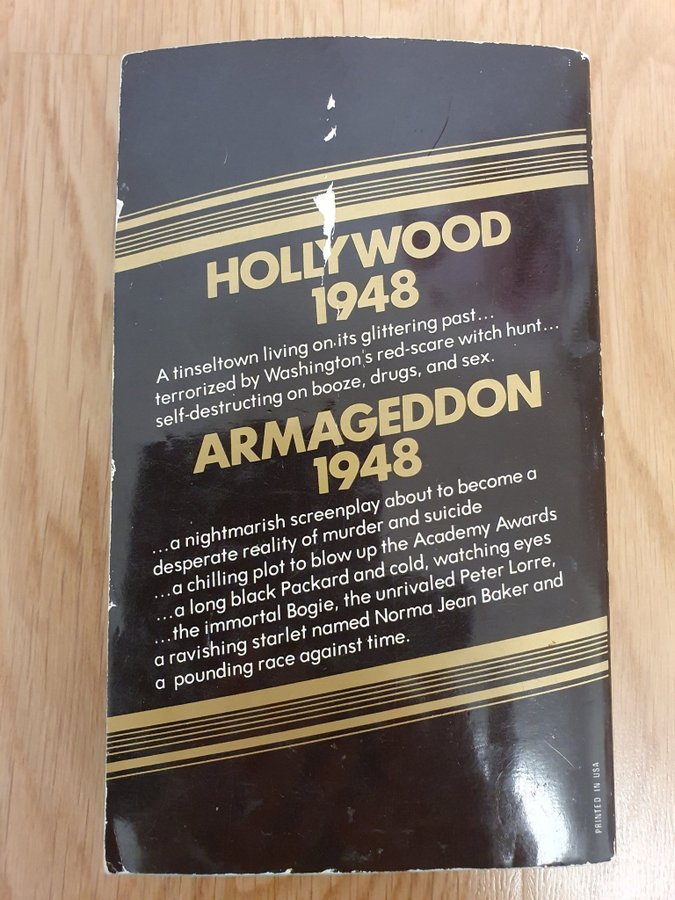 HOLLYWOOD
1948
A tinseltown living on its glittering past...
terrorized by Washington's red-scare witch hunt...
self-destructing on booze, drugs, and sex.
ARMAGEDDON
1948
...a nightmarish screenplay about to become a
desperate reality of murder and suicide
...a chilling plot to blow up the Academy Awards
...a long black Packard and cold, watching eyes
...the immortal Bogie, the unrivaled Peter Lorre,
a ravishing starlet named Norma Jean Baker and
a pounding race against time.
PRINTED IN USA